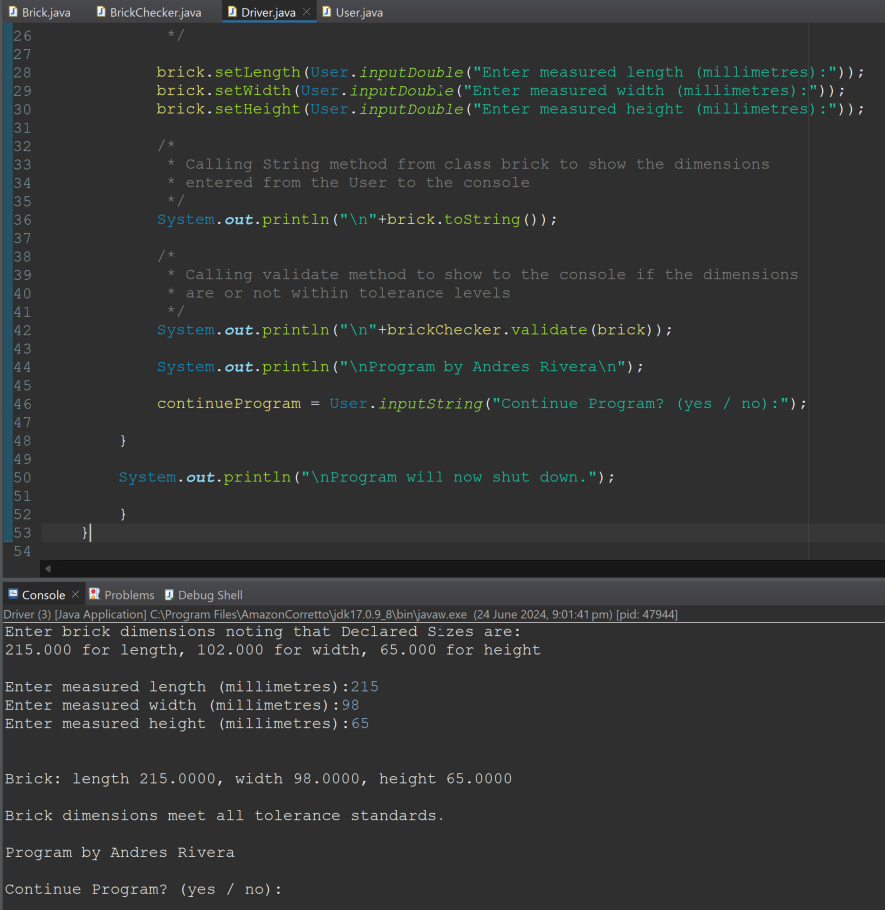 Brick.java BrickChecker.java Driver.java User.java
26 */
27
28 brick.setLength(User.inputDouble("Enter measured length (millimetres):"));
29 brick.setWidth(User.inputDouble("Enter measured width (millimetres):"));
30 brick.setHeight(User.inputDouble("Enter measured height (millimetres):"));
31
32 /*
33 * Calling String method from class brick to show the dimensions
34 * entered from the User to the console
35 */
36 System.out.println("\n"+brick.toString());
37
38 /*
39 * Calling validate method to show to the console if the dimensions
40 * are or not within tolerance levels
41 */
42 System.out.println("\n"+brickChecker.validate(brick));
43
44 System.out.println("\nProgram by Andres Rivera\n");
45
46 continueProgram = User.inputString("Continue Program? (yes / no):");
47
48 }
49
50 System.out.println("\nProgram will now shut down.");
51
52 }
53 }
54
Console Problems Debug Shell
Driver (3) [Java Application] C:\Program Files\AmazonCorretto\jdk17.0.9_8\bin\javaw.exe (24 June 2024, 9:01:41 pm) [pid: 47944]
Enter brick dimensions noting that Declared Sizes are:
215.000 for length, 102.000 for width, 65.000 for height
Enter measured length (millimetres):215
Enter measured width (millimetres):98
Enter measured height (millimetres):65
Brick: length 215.0000, width 98.0000, height 65.0000
Brick dimensions meet all tolerance standards.
Program by Andres Rivera
Continue Program? (yes / no):